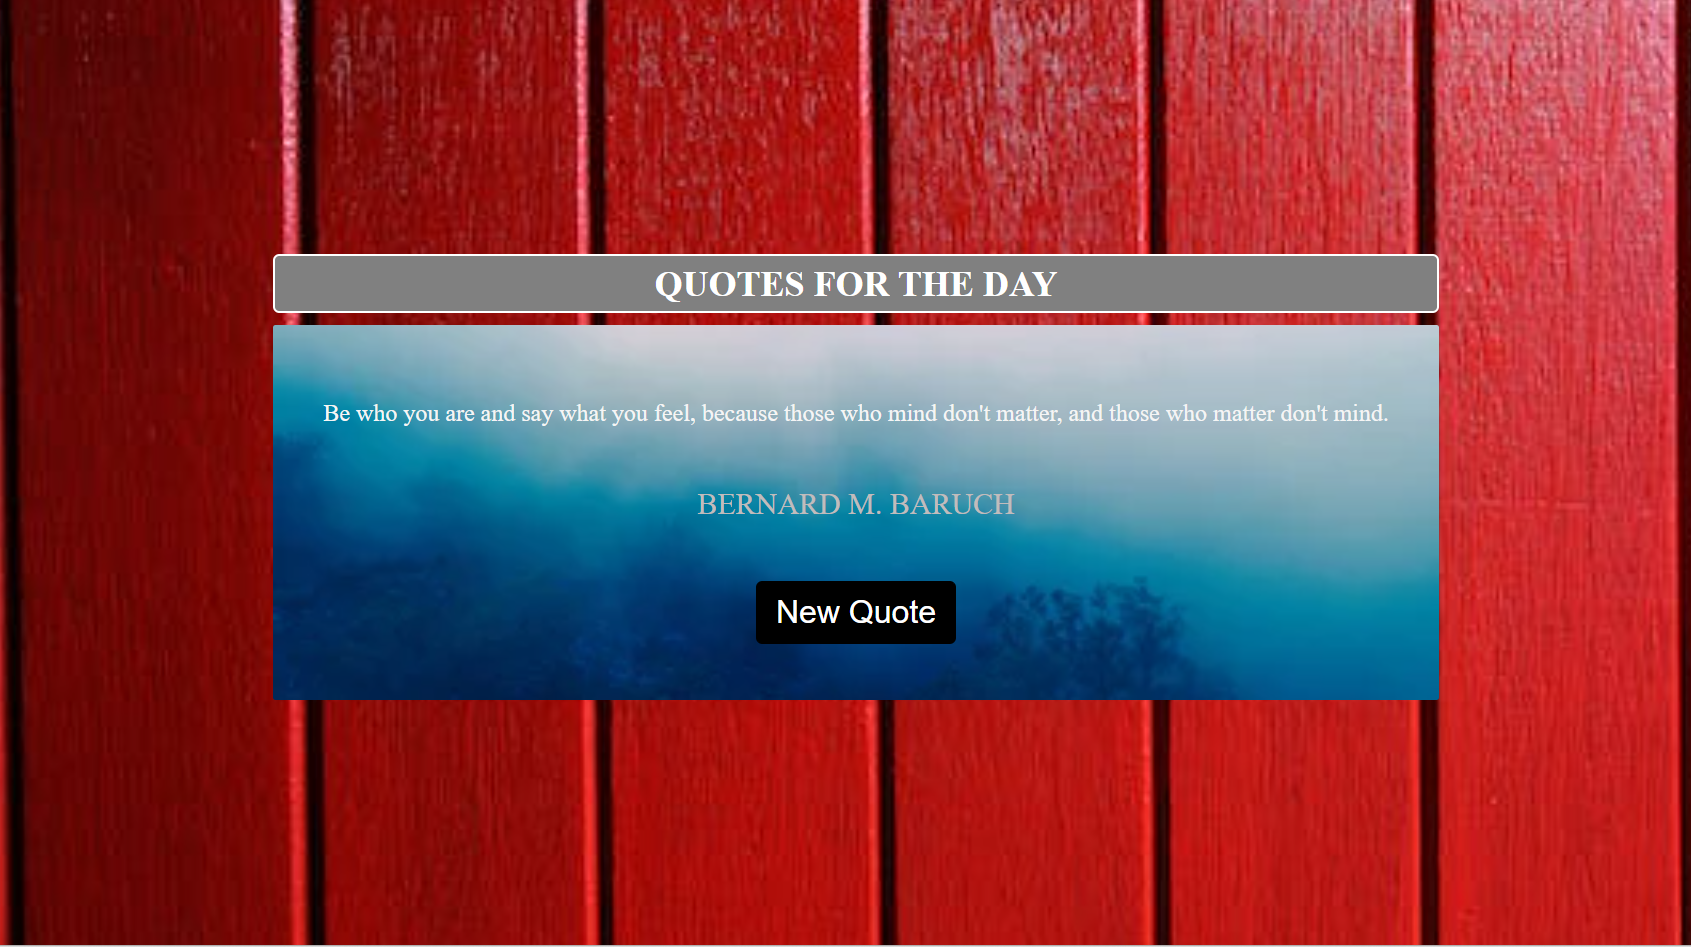 QUOTES FOR THE DAY
Be who you are and say what you feel, because those who mind don't matter, and those who matter don't mind.
BERNARD M. BARUCH
New Quote